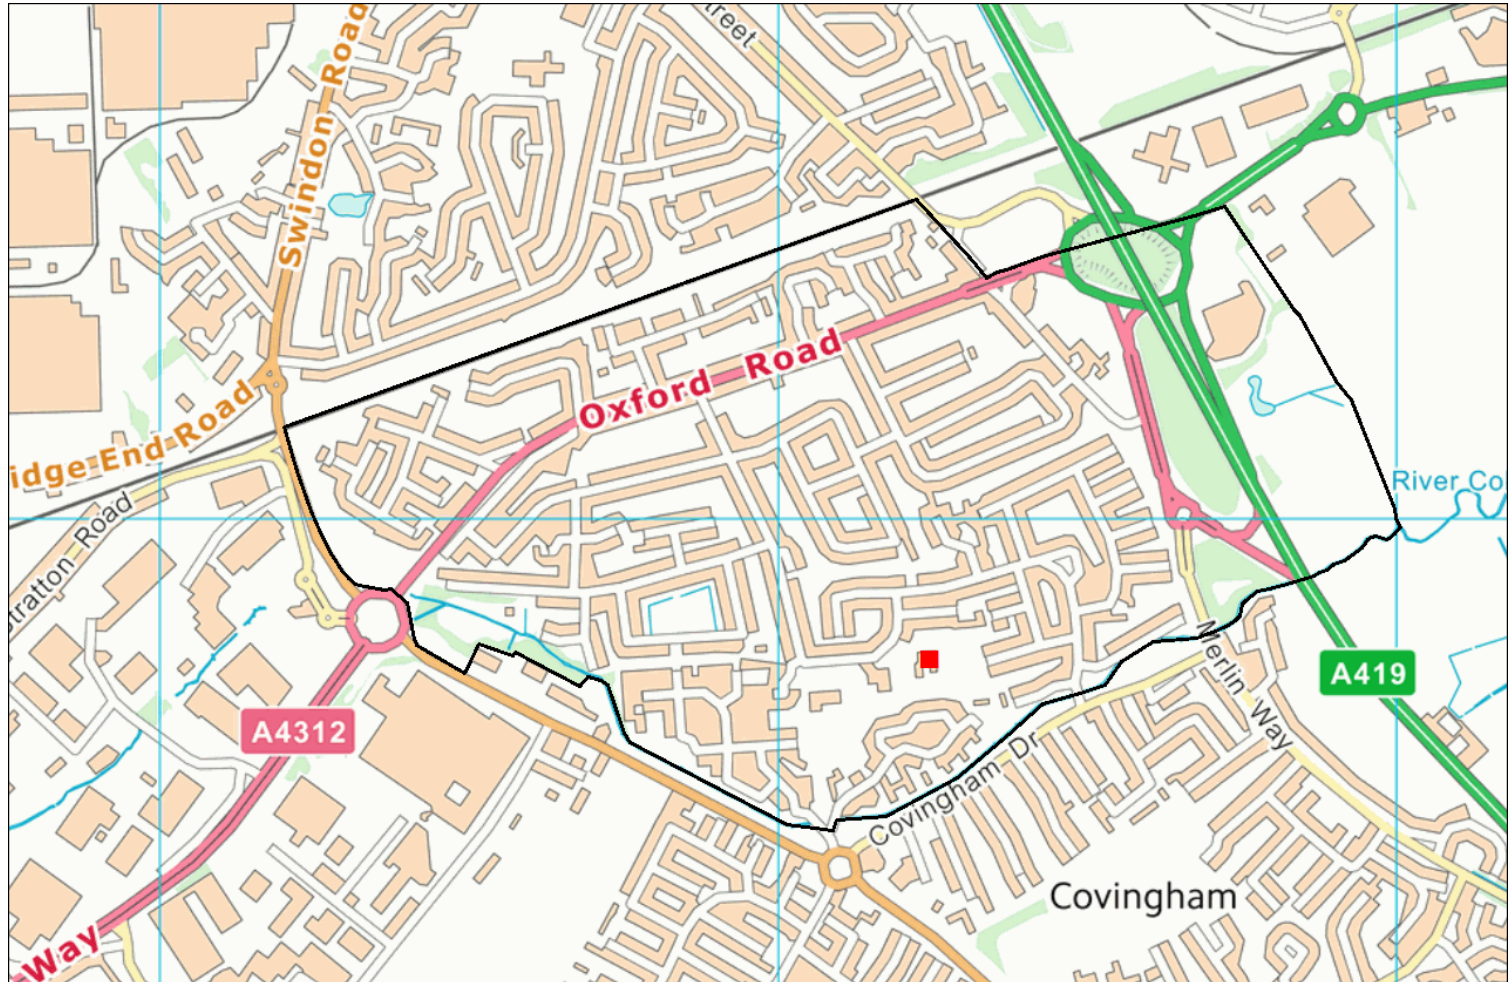 treet
Swindon Road
Oxford Road
idge End Road
River Co
Stratton Road
Merlin Way
A419
A4312
Covingham Dr
Covingham
Way